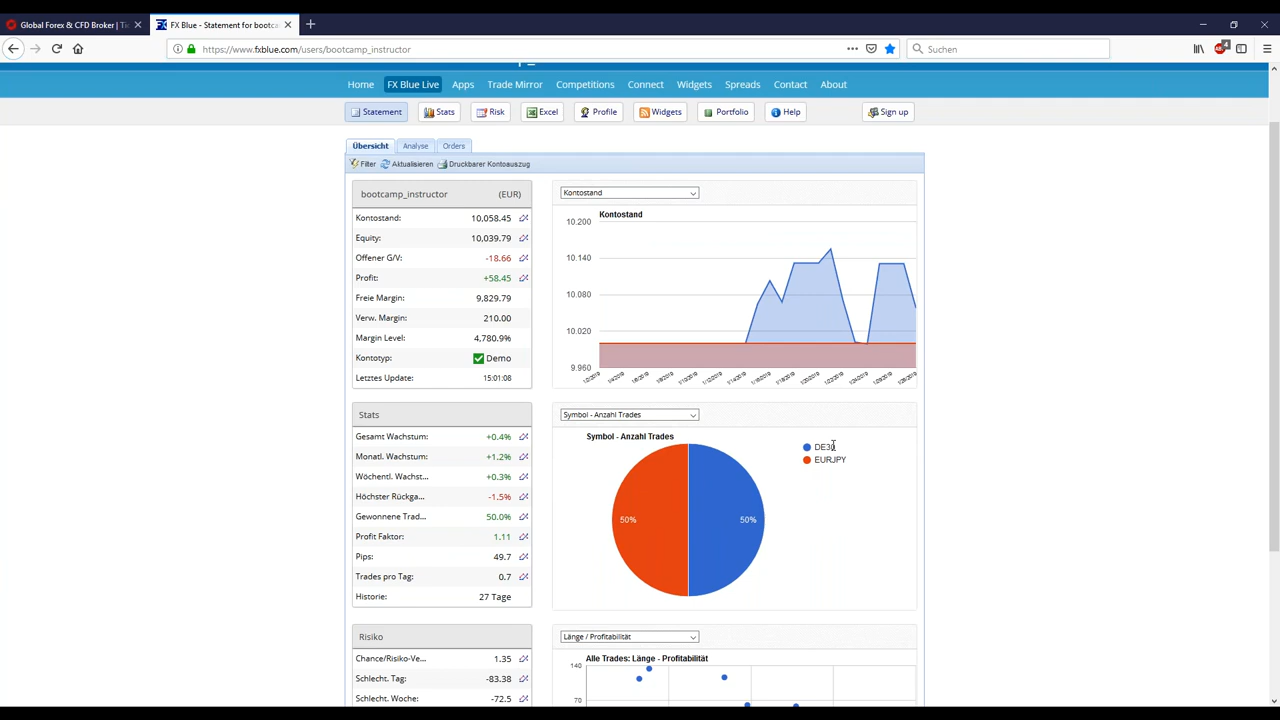 Global Forex & CFD Broker | Tic
FX Blue - Statement for bootca
https://www.fxblue.com/users/bootcamp_instructor
Suchen
4
Home
FX Blue Live
Apps
Trade Mirror
Competitions
Connect
Widgets
Spreads
Contact
About
Statement
Stats
Risk
Excel
Profile
Widgets
Portfolio
Help
Sign up
Übersicht
Analyse
Orders
Filter
Aktualisieren
Druckbarer Kontoauszug
bootcamp_instructor (EUR)
Kontostand: 10,058.45
Equity: 10,039.79
Offener G/V: -18.66
Profit: +58.45
Freie Margin: 9,829.79
Verw. Margin: 210.00
Margin Level: 4,780.9%
Kontotyp: Demo
Letztes Update: 15:01:08
Kontostand
Kontostand
10.200
10.140
10.080
10.020
9.960
Stats
Gesamt Wachstum: +0.4%
Monatl. Wachstum: +1.2%
Wöchentl. Wachst... +0.3%
Höchster Rückga... -1.5%
Gewonnene Trad... 50.0%
Profit Faktor: 1.11
Pips: 49.7
Trades pro Tag: 0.7
Historie: 27 Tage
Symbol - Anzahl Trades
Symbol - Anzahl Trades
50%
50%
DE30
EURJPY
Risiko
Chance/Risiko-Ve... 1.35
Schlecht. Tag: -83.38
Schlecht. Woche: -72.5
Länge / Profitabilität
Alle Trades: Länge - Profitabilität
140
70